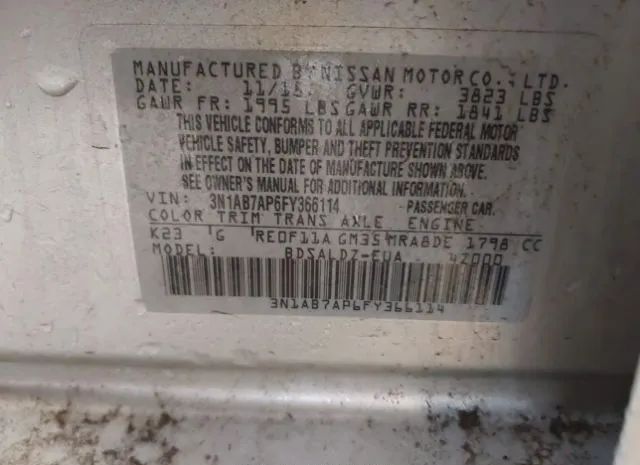 MANUFACTURED BY NISSAN MOTOR CO., LTD.
DATE: 11/15 GVWR: 3823 LBS
GAWR FR: 1995 LBS GAWR RR: 1841 LBS
THIS VEHICLE CONFORMS TO ALL APPLICABLE FEDERAL MOTOR
VEHICLE SAFETY, BUMPER AND THEFT PREVENTION STANDARDS
IN EFFECT ON THE DATE OF MANUFACTURE SHOWN ABOVE.
SEE OWNER'S MANUAL FOR ADDITIONAL INFORMATION
VIN: 3N1AB7AP6FY366114 PASSENGER CAR.
COLOR TRIM TRANS AXLE ENGINE
K23 G RE0F11A GM35 MRA8DE 1798 CC
MODEL: BDSALDZ-EUA 4Z000
3N1AB7AP6FY366114